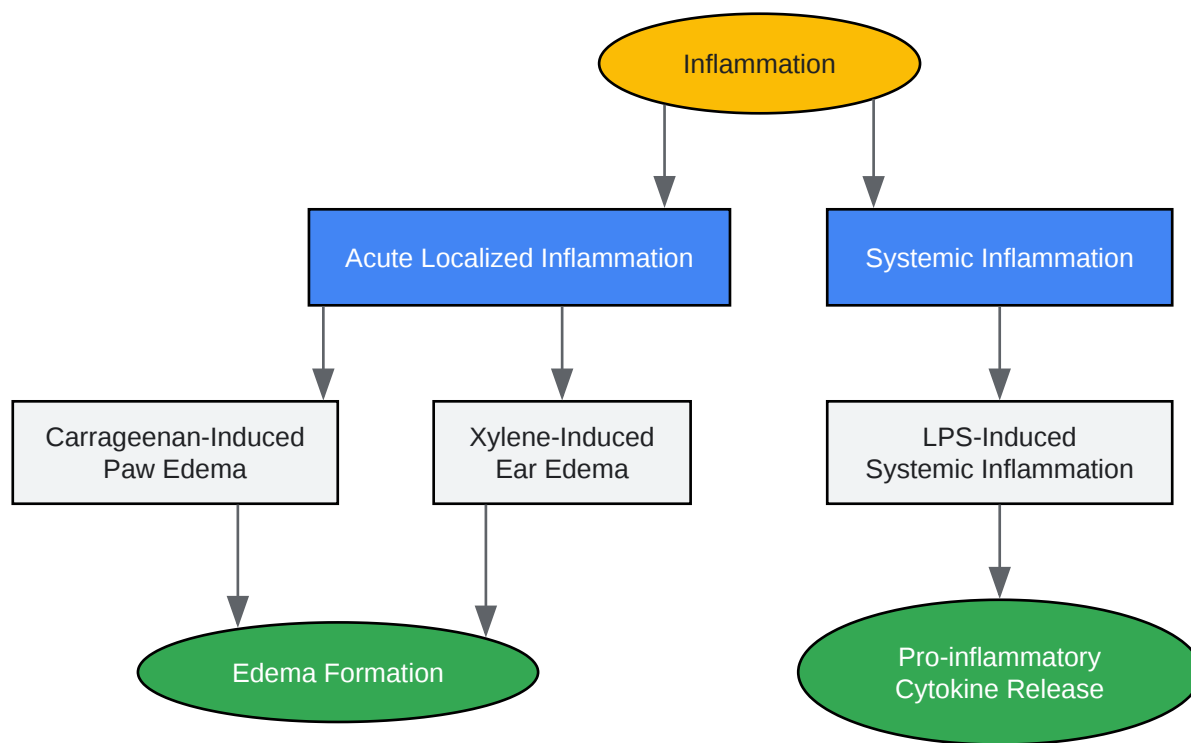 Inflammation
Acute Localized Inflammation
Systemic Inflammation
Carrageenan-Induced
Paw Edema
Xylene-Induced
Ear Edema
LPS-Induced
Systemic Inflammation
Edema Formation
Pro-inflammatory
Cytokine Release